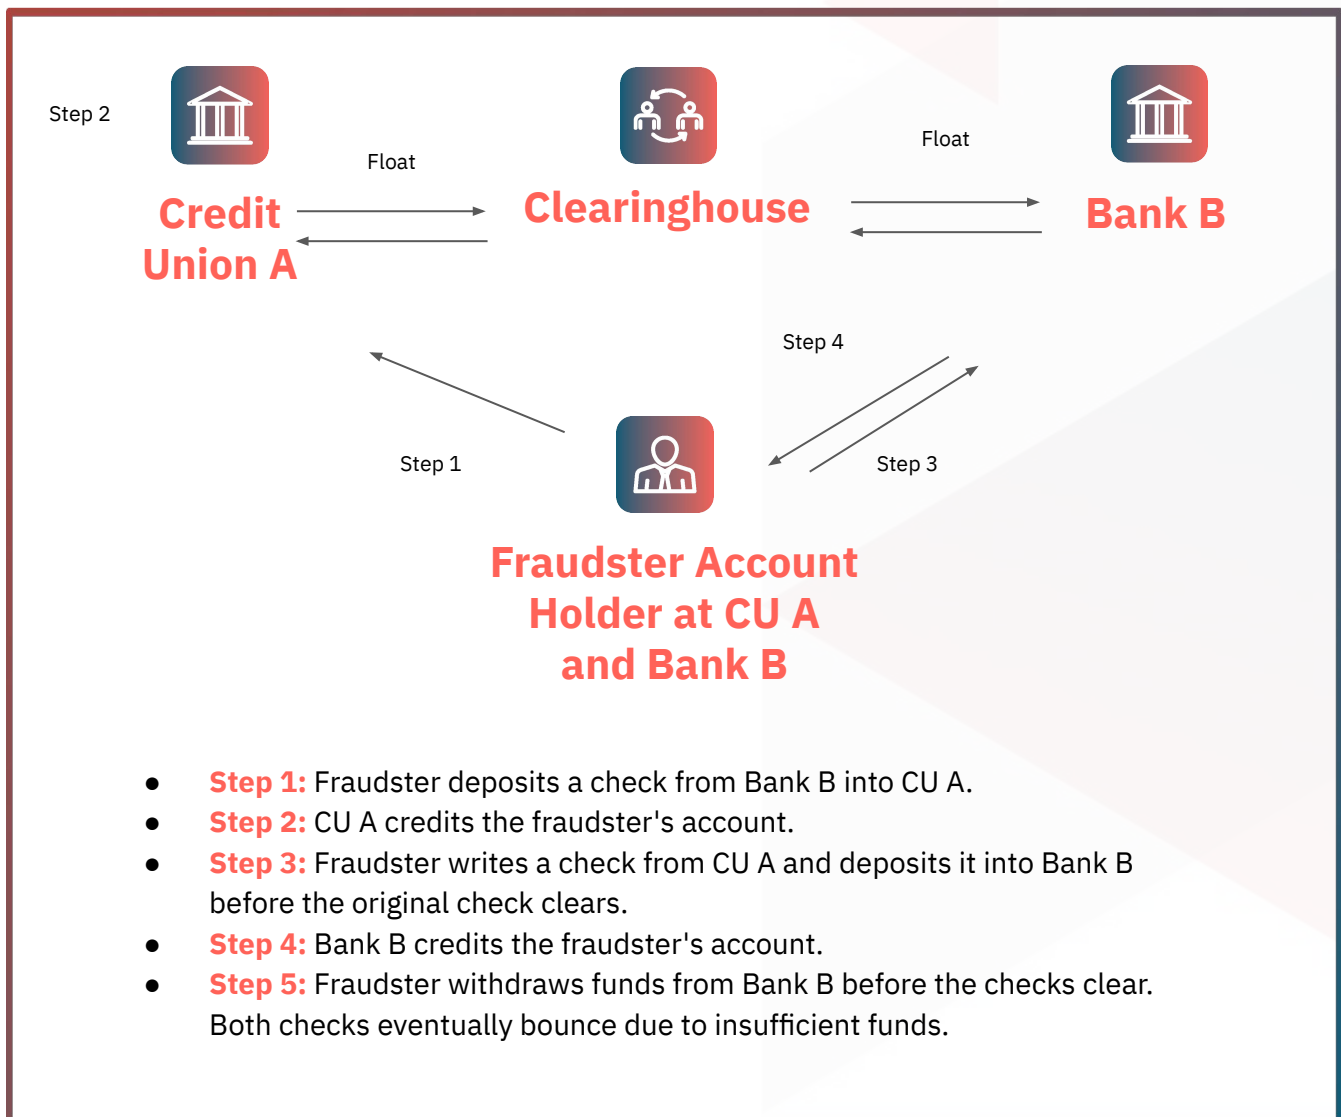 Step 2
Float
Float
Credit
Union A
Clearinghouse
Bank B
Step 4
Step 1
Step 3
Fraudster Account
Holder at CU A
and Bank B
● Step 1: Fraudster deposits a check from Bank B into CU A.
● Step 2: CU A credits the fraudster's account.
● Step 3: Fraudster writes a check from CU A and deposits it into Bank B
before the original check clears.
● Step 4: Bank B credits the fraudster's account.
● Step 5: Fraudster withdraws funds from Bank B before the checks clear.
Both checks eventually bounce due to insufficient funds.